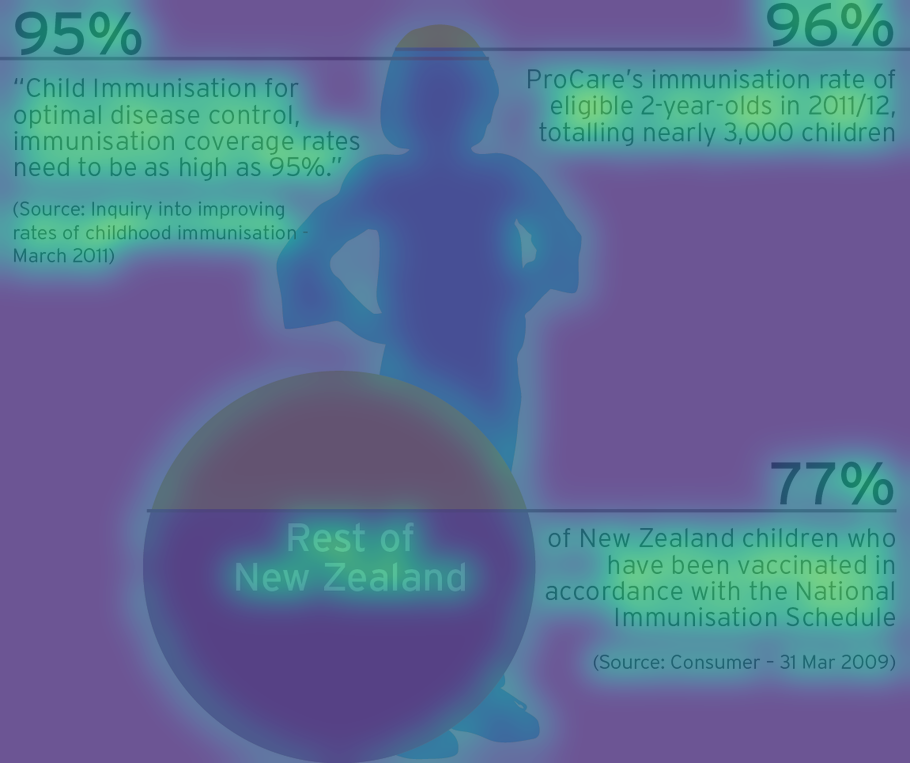 95%
“Child Immunisation for
optimal disease control,
immunisation coverage rates
need to be as high as 95%.”
(Source: Inquiry into improving
rates of childhood immunisation -
March 2011)
96%
ProCare’s immunisation rate of
eligible 2-year-olds in 2011/12,
totalling nearly 3,000 children
Rest of
New Zealand
77%
of New Zealand children who
have been vaccinated in
accordance with the National
Immunisation Schedule
(Source: Consumer – 31 Mar 2009)